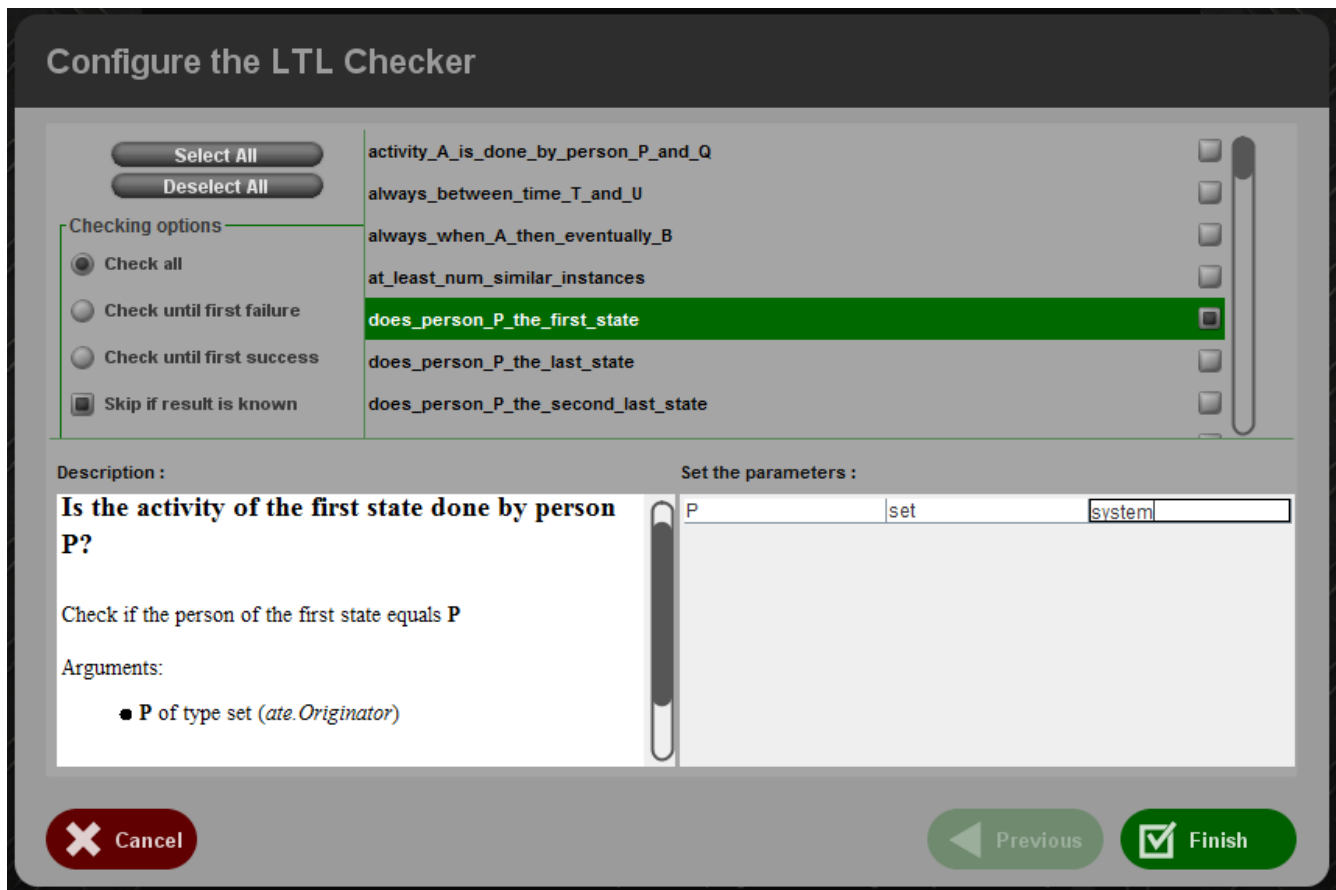 Configure the LTL Checker
Select All
Deselect All
Checking options
Check all
Check until first failure
Check until first success
Skip if result is known
activity_A_is_done_by_person_P_and_Q
always_between_time_T_and_U
always_when_A_then_eventually_B
at_least_num_similar_instances
does_person_P_the_first_state
does_person_P_the_last_state
does_person_P_the_second_last_state
Description :
Is the activity of the first state done by person
P?
Check if the person of the first state equals P
Arguments:
P of type set (ate.Originator)
Set the parameters :
P set system
Cancel
Previous
Finish